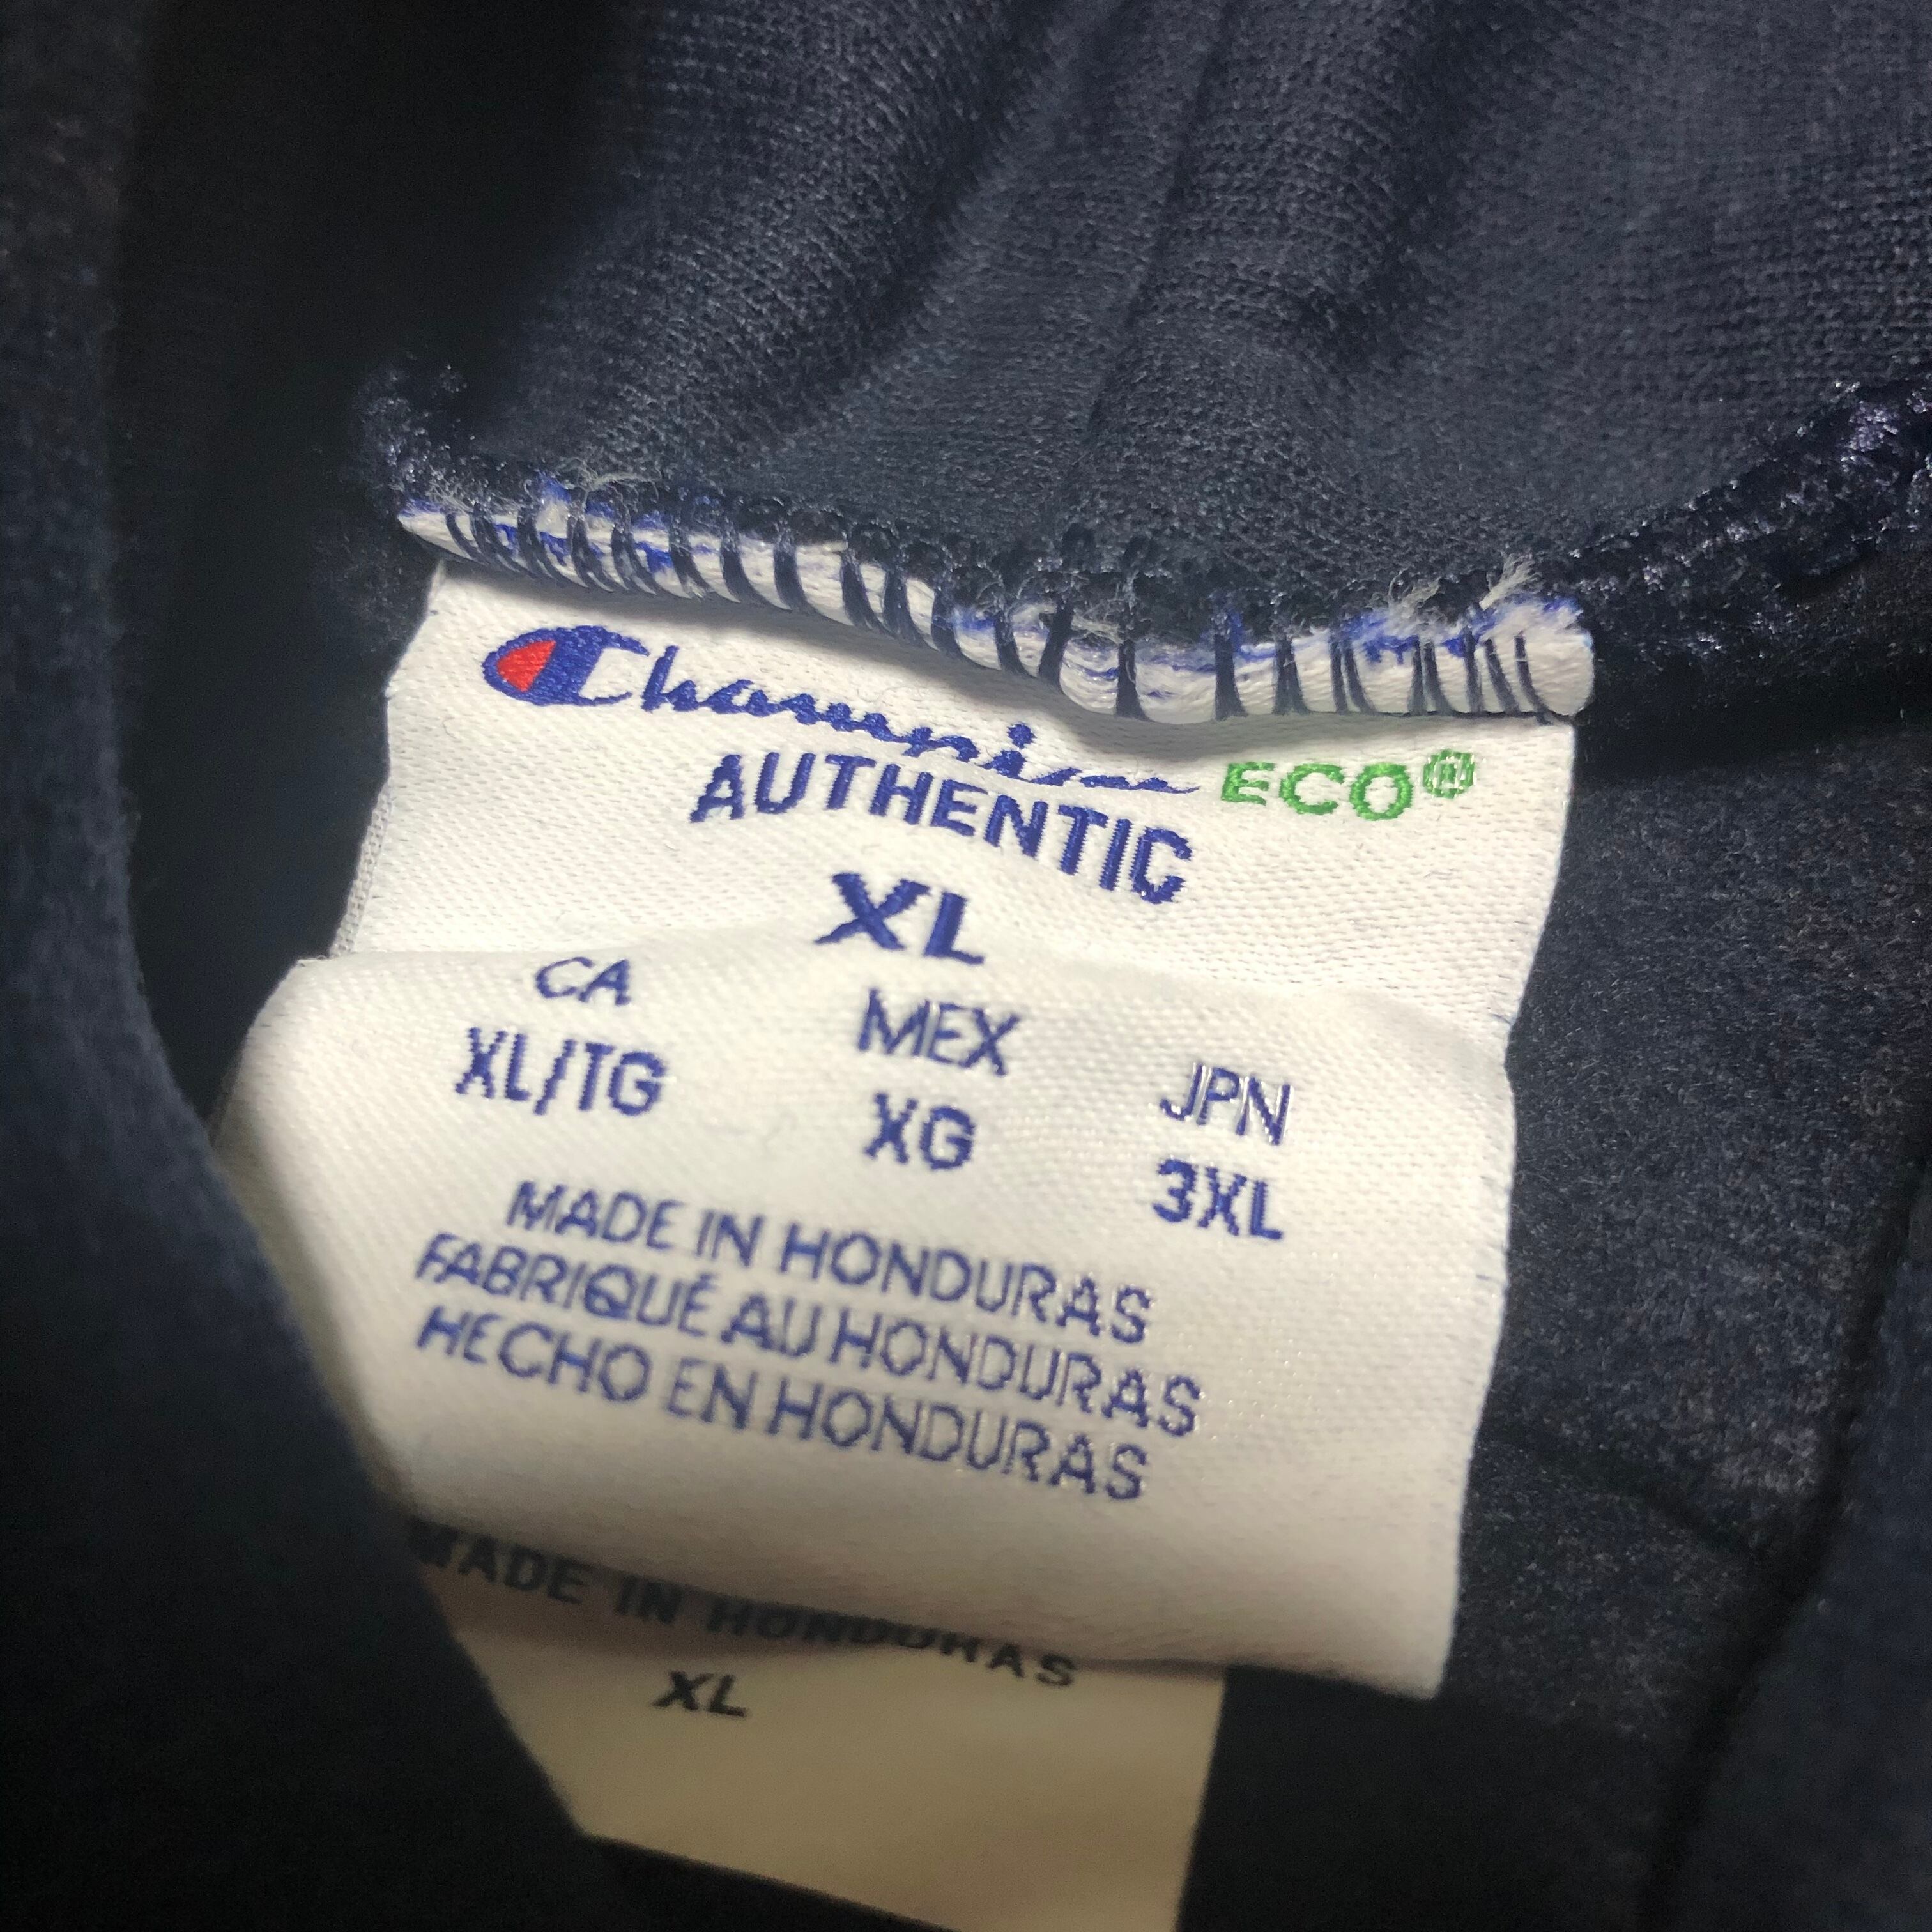 Champion ECO®
AUTHENTIC
XL
CA MEX JPN
XL/TG XG 3XL
MADE IN HONDURAS
FABRIQUÉ AU HONDURAS
HECHO EN HONDURAS
MADE IN HONDURAS
XL